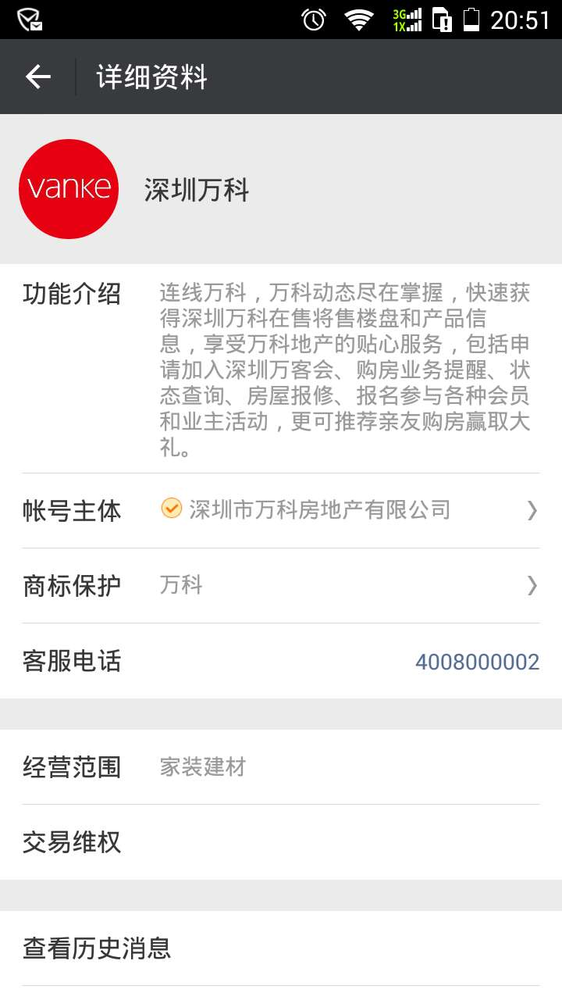 3G
1X
20:51
详细资料
vanke
深圳万科
功能介绍
连线万科，万科动态尽在掌握，快速获
得深圳万科在售将售楼盘和产品信
息，享受万科地产的贴心服务，包括申
请加入深圳万客会、购房业务提醒、状
态查询、房屋报修、报名参与各种会员
和业主活动，更可推荐亲友购房赢取大
礼。
帐号主体 深圳市万科房地产有限公司
商标保护 万科
客服电话 4008000002
经营范围 家装建材
交易维权
查看历史消息